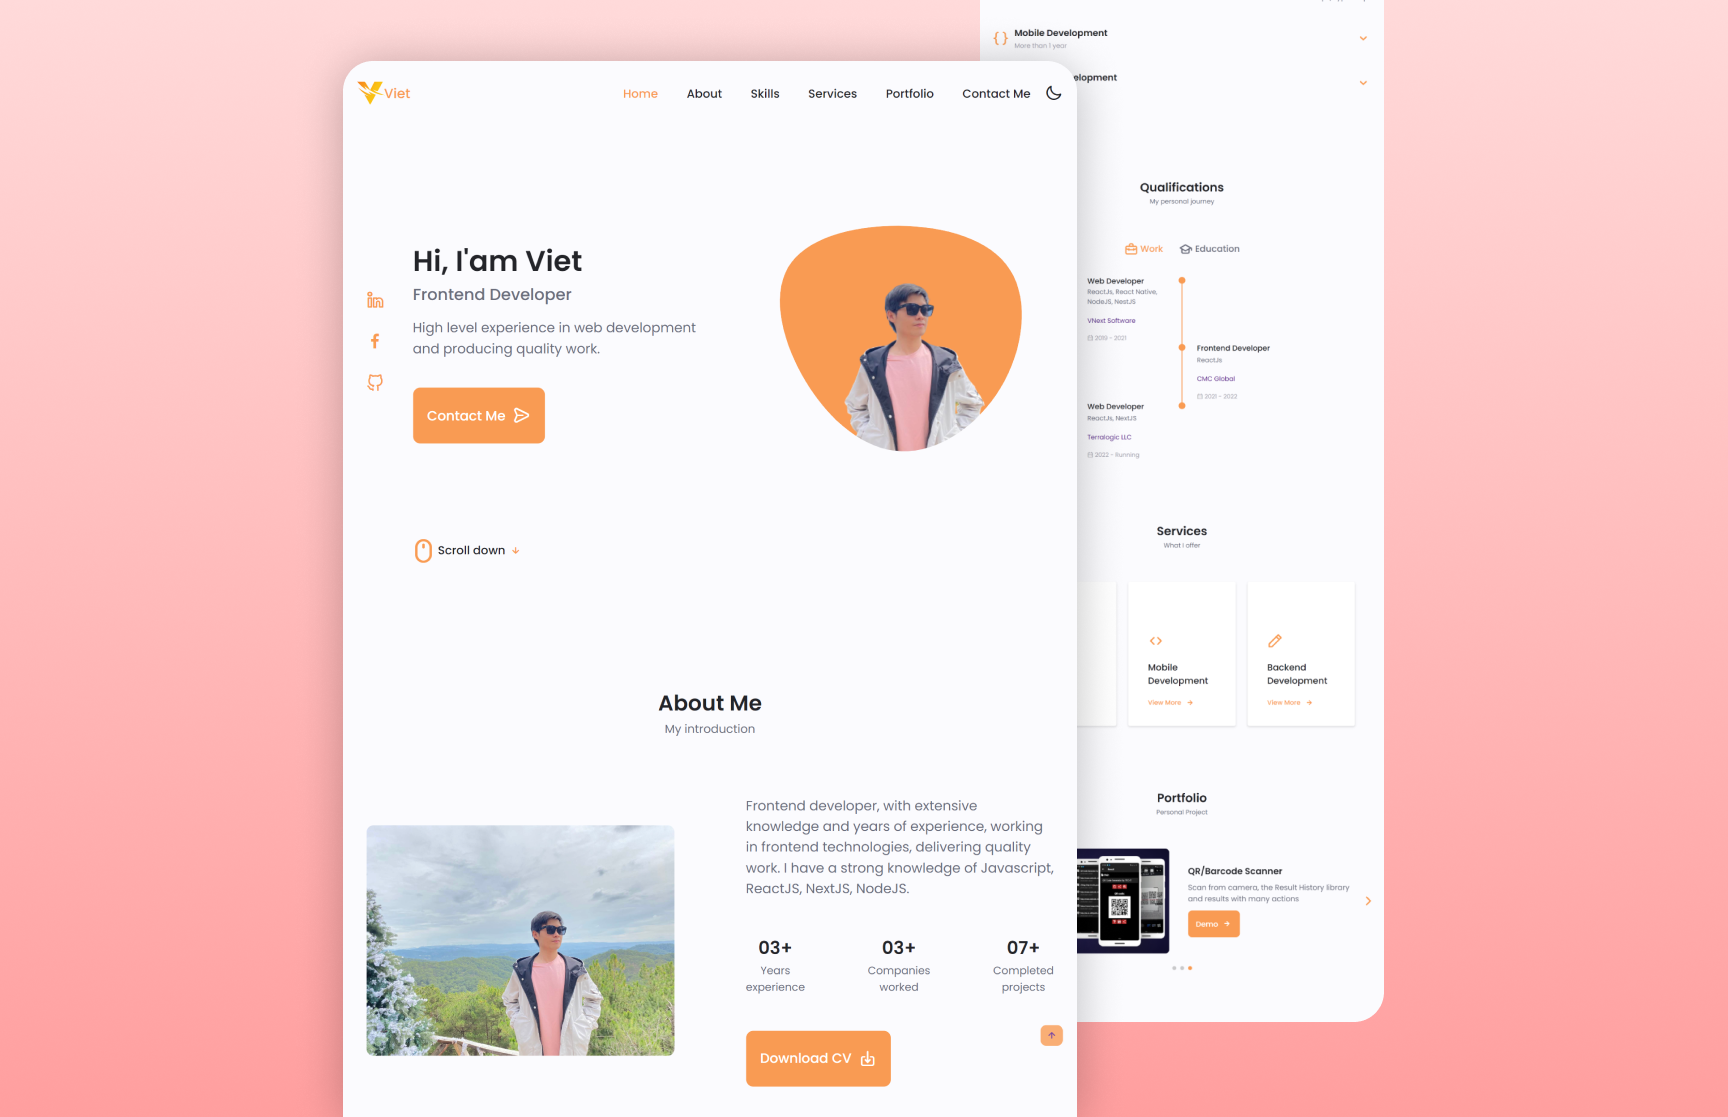 Viet
Home
About
Skills
Services
Portfolio
Contact Me
Hi, I'am Viet
Frontend Developer
High level experience in web development
and producing quality work.
Contact Me
Scroll down
About Me
My introduction
Frontend developer, with extensive
knowledge and years of experience, working
in frontend technologies, delivering quality
work. I have a strong knowledge of Javascript,
ReactJS, NextJS, NodeJS.
03+
Years
experience
03+
Companies
worked
07+
Completed
projects
Download CV
Mobile Development
More than 1 year
Qualifications
My personal journey
Work
Education
Web Developer
ReactJs, React Native,
NodeJS, NestJS
VNext Software
2019 - 2021
Frontend Developer
ReactJs
CMC Global
2021 - 2022
Web Developer
ReactJs, NextJS
Terralogic LLC
2022 - Running
Services
What i offer
Mobile
Development
View More
Backend
Development
View More
Portfolio
Personal Project
QR/Barcode Scanner
Scan from camera, the Result History library
and results with many actions
Demo